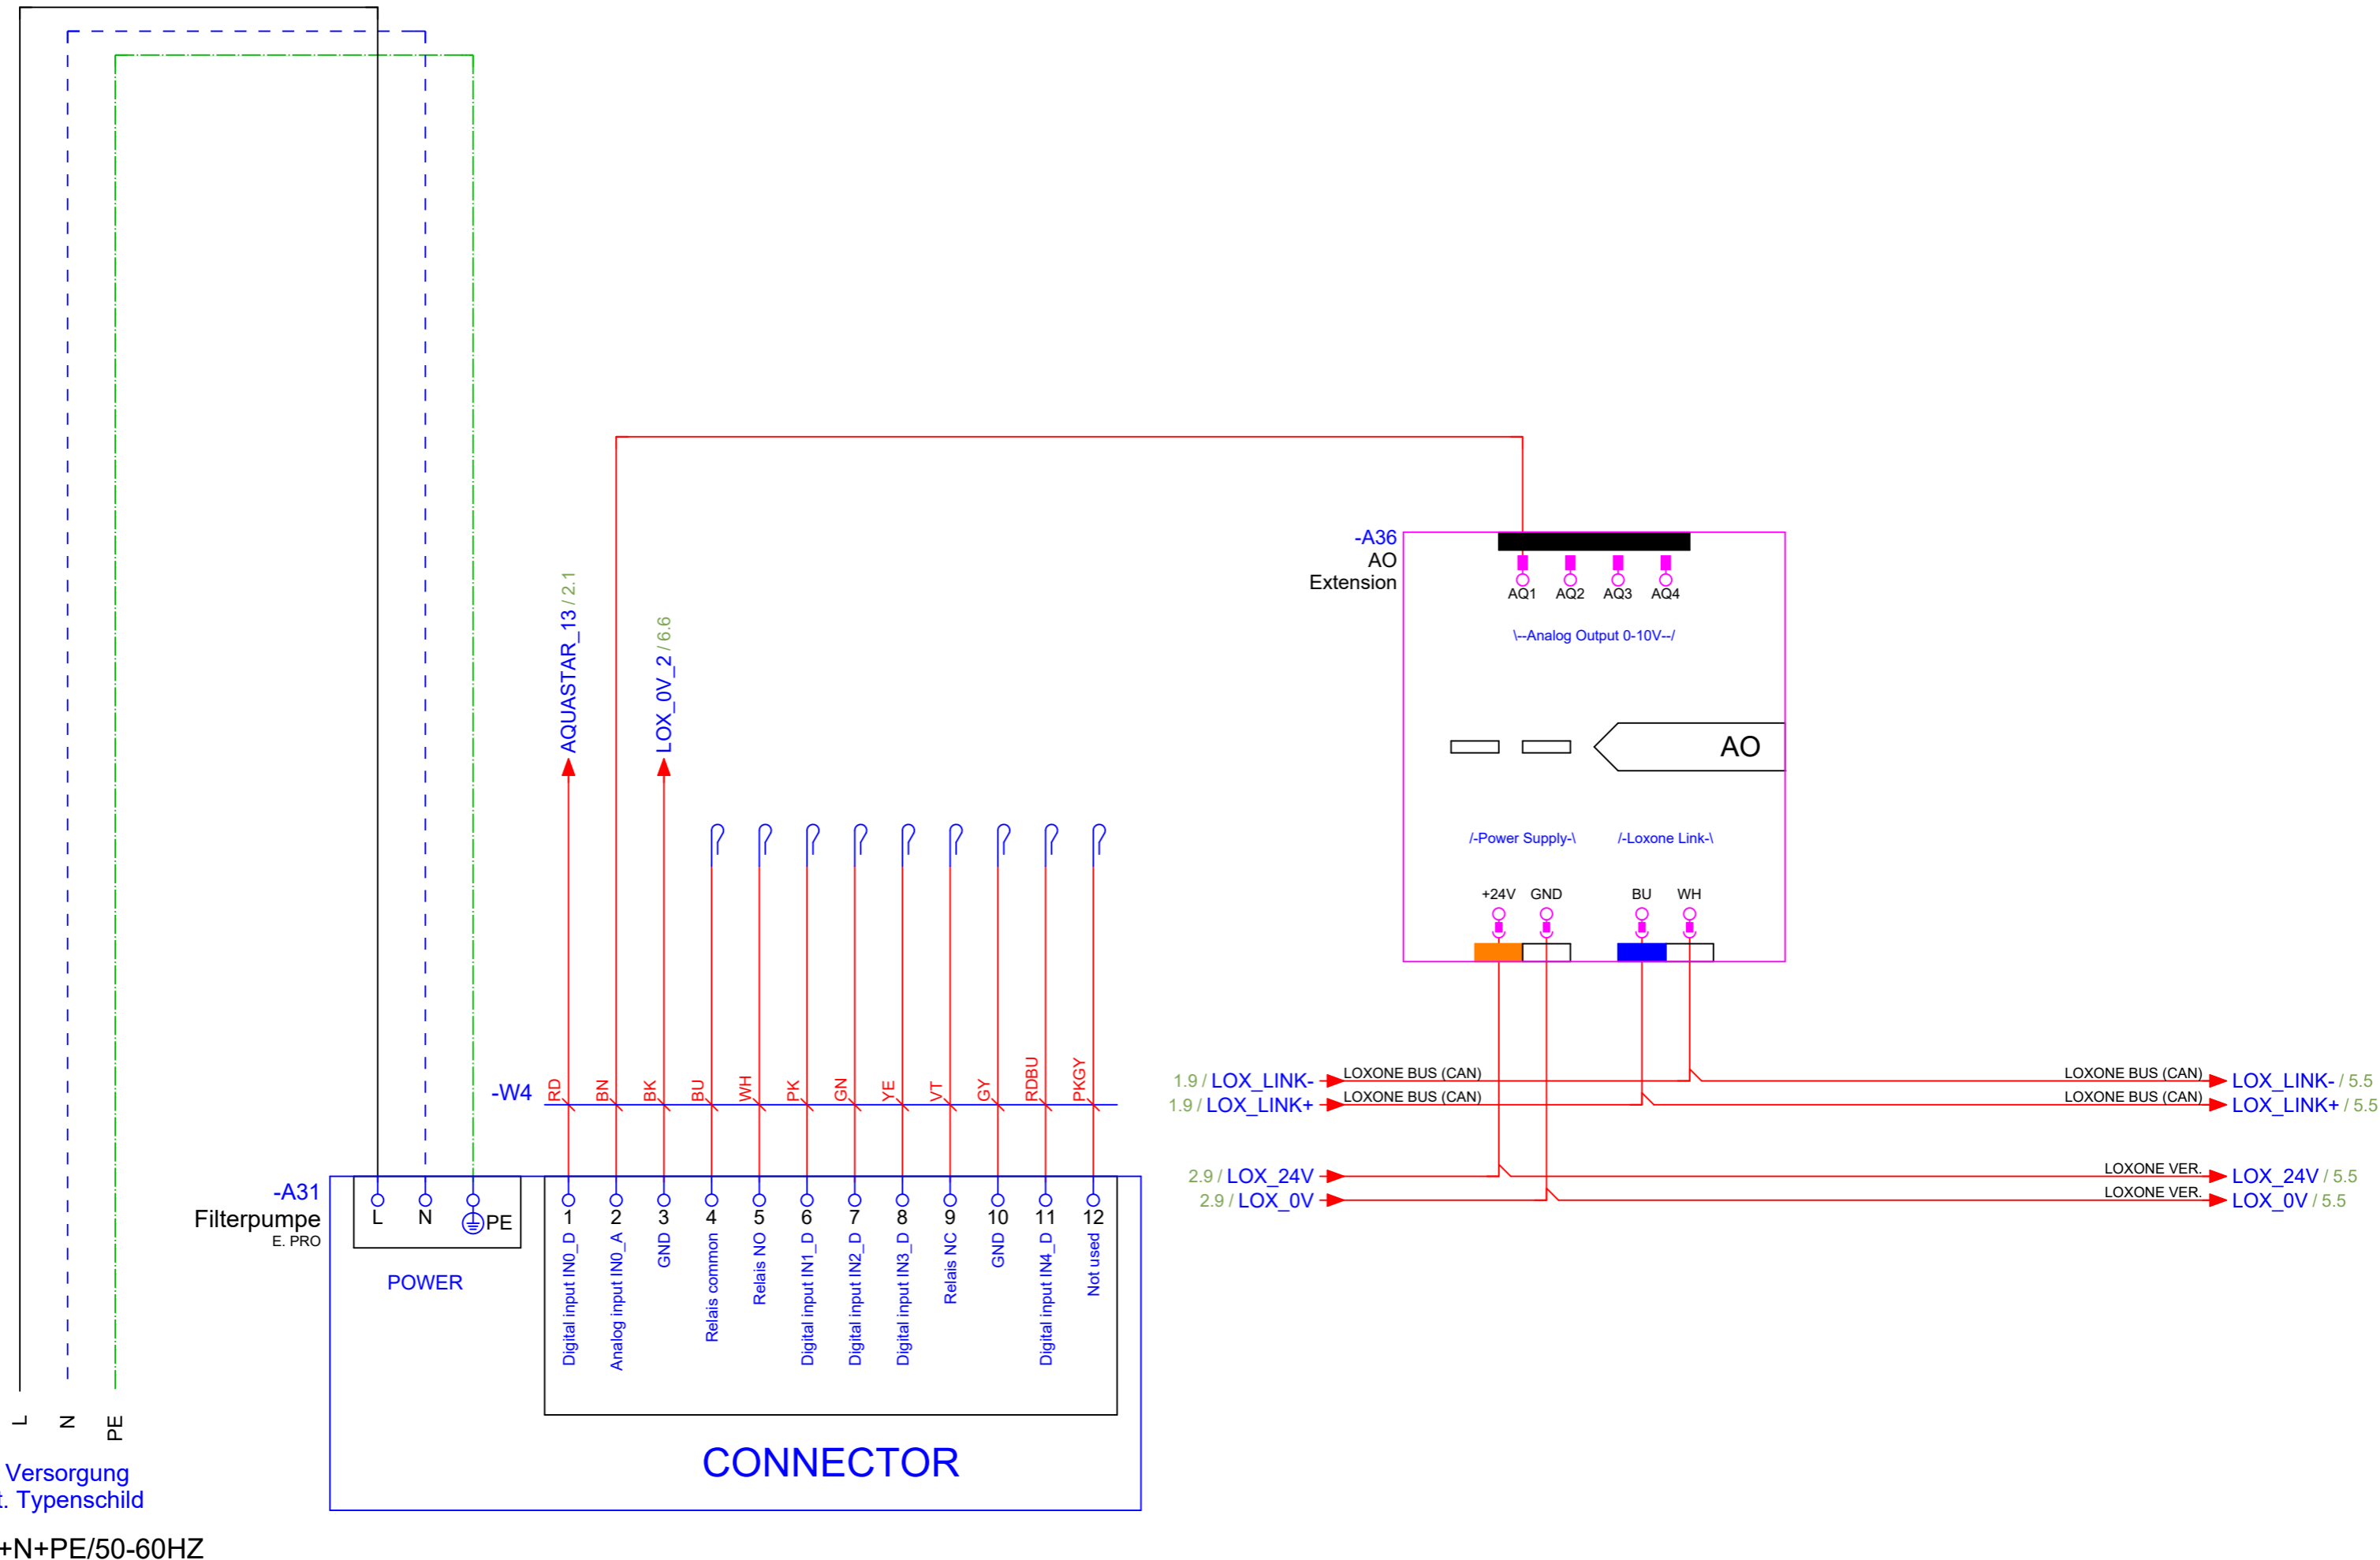 -A36
AO
Extension
AQ1 AQ2 AQ3 AQ4
\--Analog Output 0-10V--/
AQUASTAR_13 / 2.1
LOX_0V_2 / 6.6
AO
/-Power Supply-\ /-Loxone Link-\
+24V GND BU WH
-W4
RD
BN
BK
BU
WH
PK
GN
YE
VT
GY
RDBU
PKGY
1.9 / LOX_LINK- LOXONE BUS (CAN) LOXONE BUS (CAN) LOX_LINK- / 5.5
1.9 / LOX_LINK+ LOXONE BUS (CAN) LOXONE BUS (CAN) LOX_LINK+ / 5.5
2.9 / LOX_24V LOXONE VER. LOX_24V / 5.5
2.9 / LOX_0V LOXONE VER. LOX_0V / 5.5
-A31
Filterpumpe
E. PRO
L N PE
POWER
1 2 3 4 5 6 7 8 9 10 11 12
Digital input IN0_D
Analog input IN0_A
GND
Relais common
Relais NO
Digital input IN1_D
Digital input IN2_D
Digital input IN3_D
Relais NC
GND
Digital input IN4_D
Not used
CONNECTOR
L
N
PE
Versorgung
t. Typenschild
+N+PE/50-60HZ